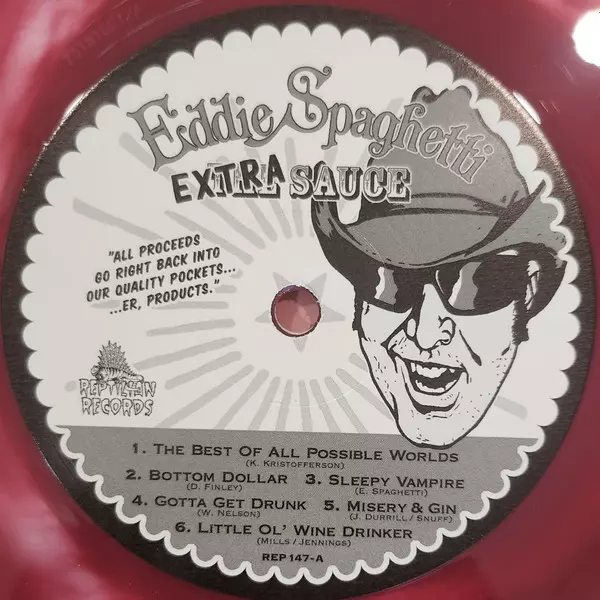 Eddie Spaghetti
EXTRA SAUCE
"ALL PROCEEDS
GO RIGHT BACK INTO
OUR QUALITY POCKETS...
...ER, PRODUCTS."
REPTILIAN
RECORDS
1. THE BEST OF ALL POSSIBLE WORLDS
(K. KRISTOFFERSON)
2. BOTTOM DOLLAR 3. SLEEPY VAMPIRE
(D. FINLEY) (E. SPAGHETTI)
4. GOTTA GET DRUNK 5. MISERY & GIN
(W. NELSON) (J. DURRILL / SNUFF)
6. LITTLE OL' WINE DRINKER
(MILLS / JENNINGS)
REP 147-A